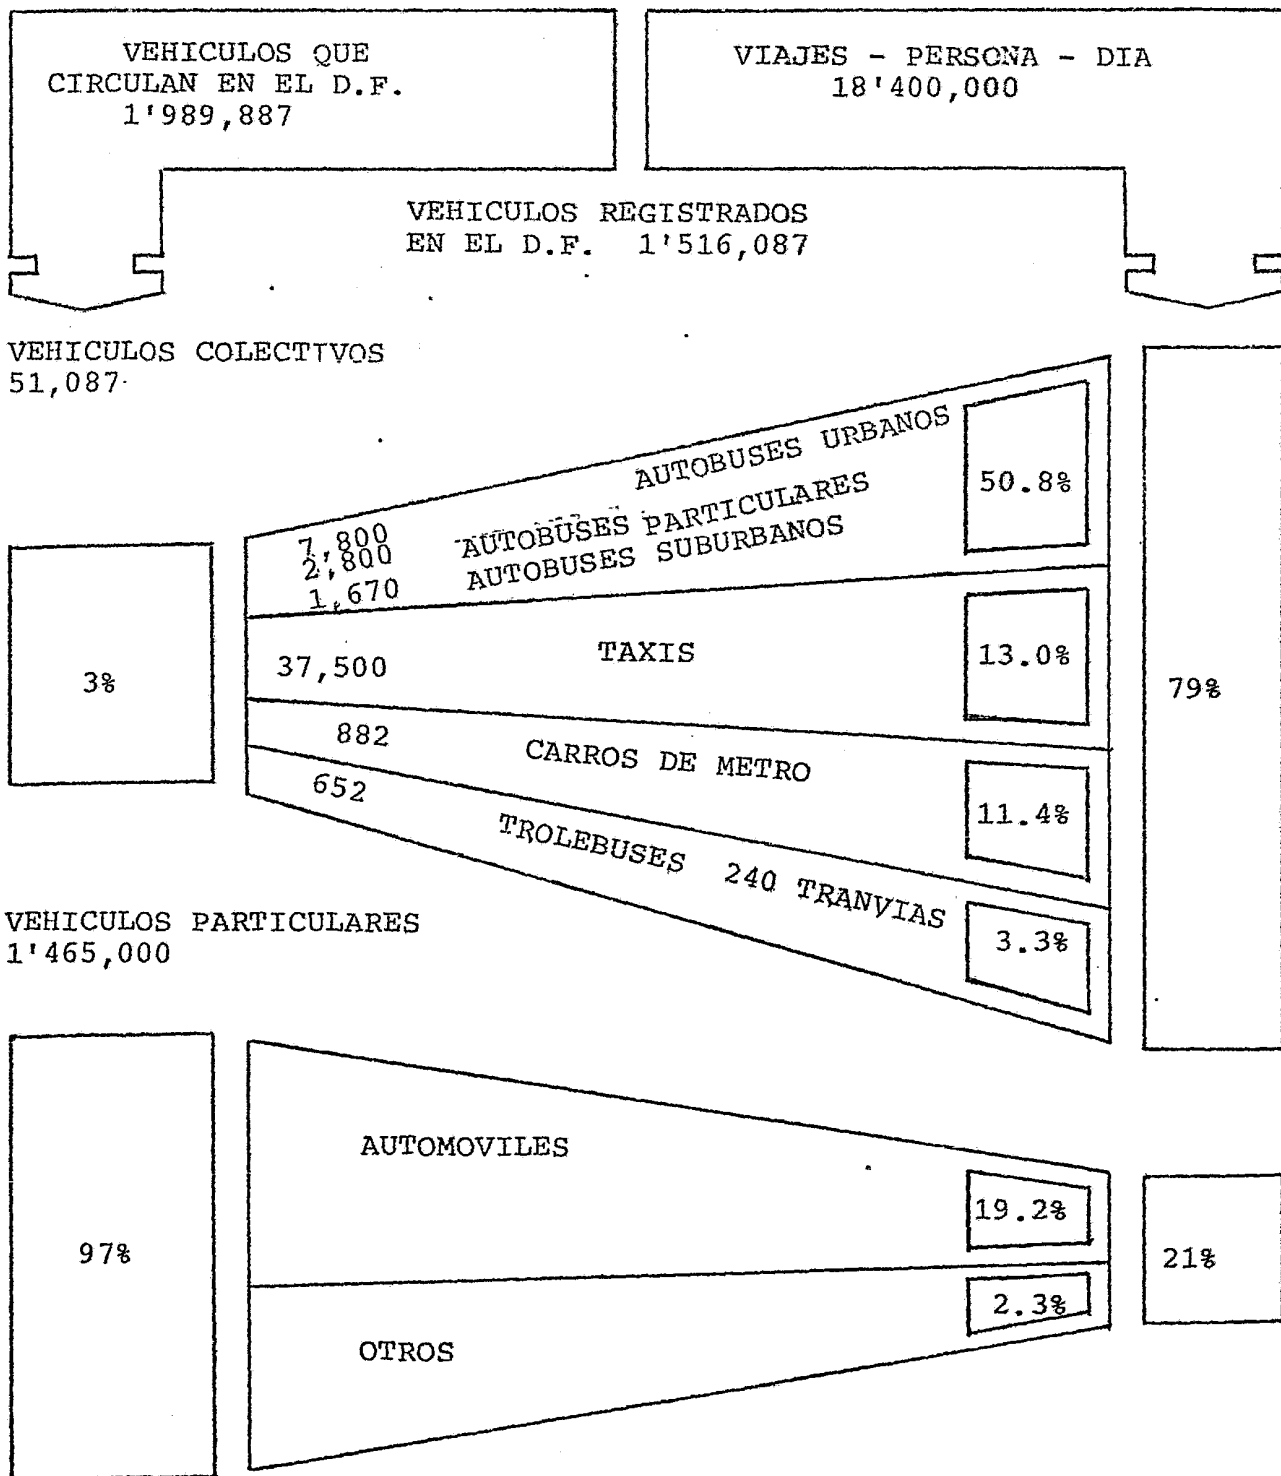 VEHICULOS QUE
CIRCULAN EN EL D.F.
1'989,887
VIAJES - PERSONA - DIA
18'400,000
VEHICULOS REGISTRADOS
EN EL D.F. 1'516,087
VEHICULOS COLECTIVOS
51,087
7,800 AUTOBUSES URBANOS
2,800 AUTOBUSES PARTICULARES
1,670 AUTOBUSES SUBURBANOS
50.8%
37,500 TAXIS
13.0%
3%
79%
882 CARROS DE METRO
11.4%
652 TROLEBUSES 240 TRANVIAS
3.3%
VEHICULOS PARTICULARES
1'465,000
AUTOMOVILES
19.2%
97%
21%
OTROS
2.3%